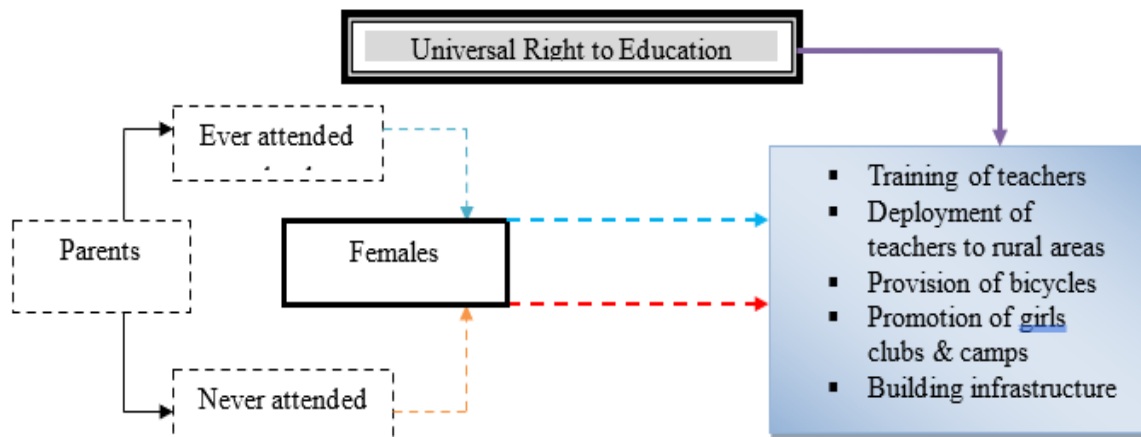 Universal Right to Education
Ever attended
Parents
Females
Never attended
▪ Training of teachers
▪ Deployment of
teachers to rural areas
▪ Provision of bicycles
▪ Promotion of girls
clubs & camps
▪ Building infrastructure